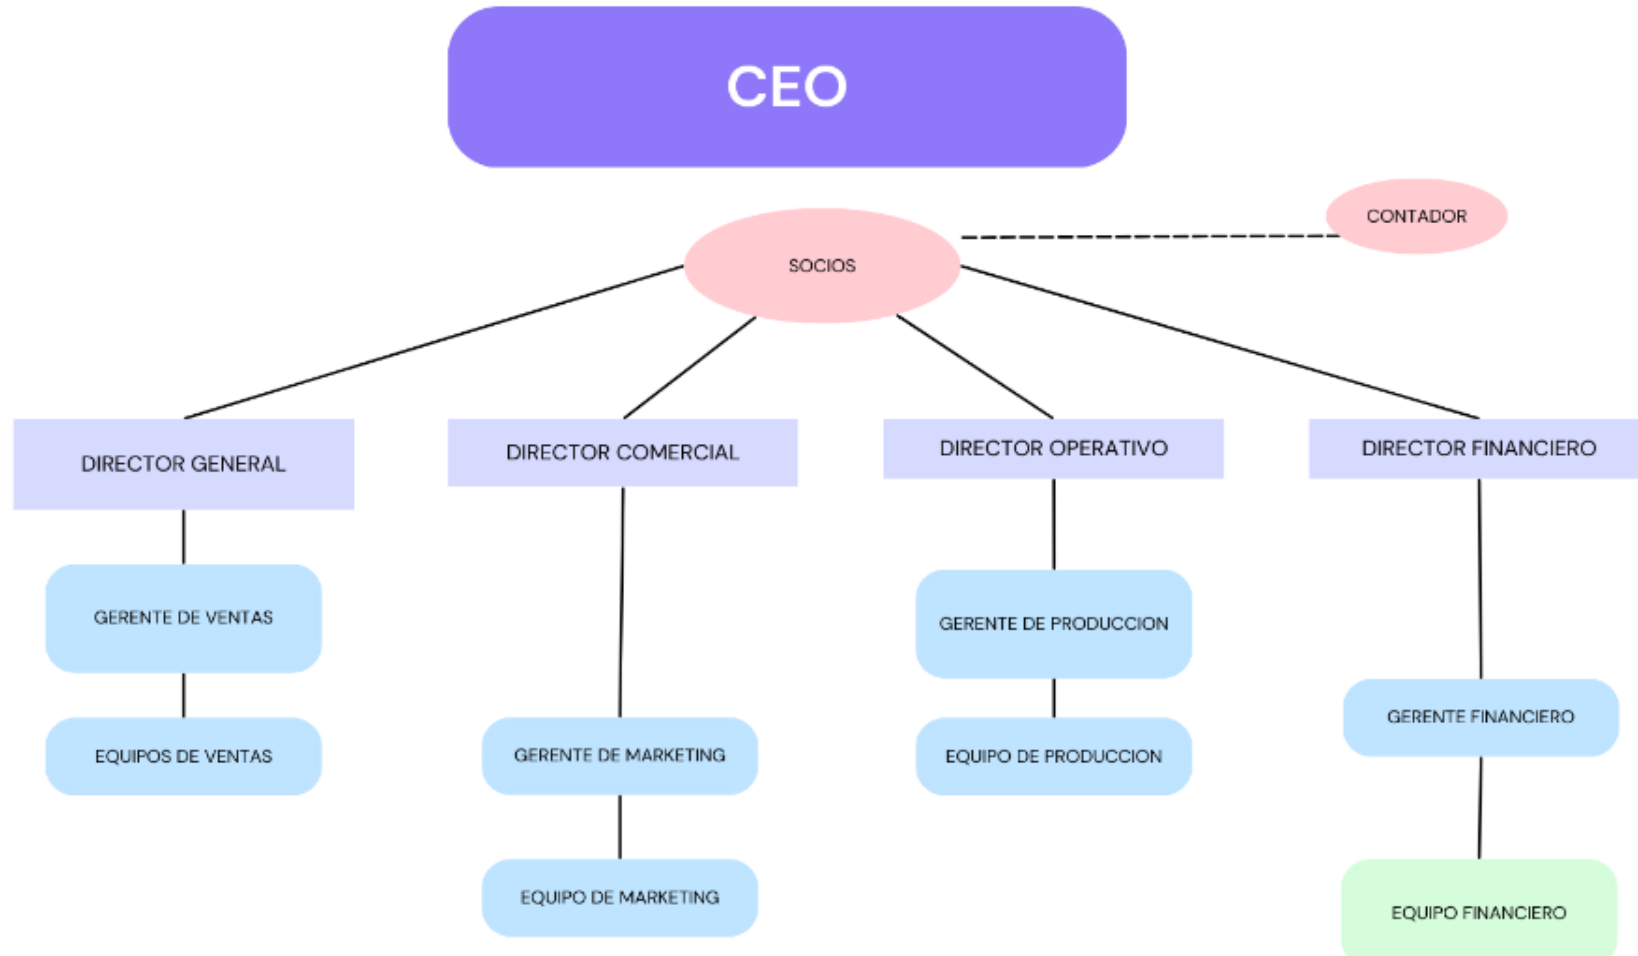 CEO
CONTADOR
SOCIOS
DIRECTOR GENERAL
DIRECTOR COMERCIAL
DIRECTOR OPERATIVO
DIRECTOR FINANCIERO
GERENTE DE VENTAS
GERENTE DE PRODUCCION
GERENTE FINANCIERO
EQUIPOS DE VENTAS
GERENTE DE MARKETING
EQUIPO DE PRODUCCION
EQUIPO DE MARKETING
EQUIPO FINANCIERO